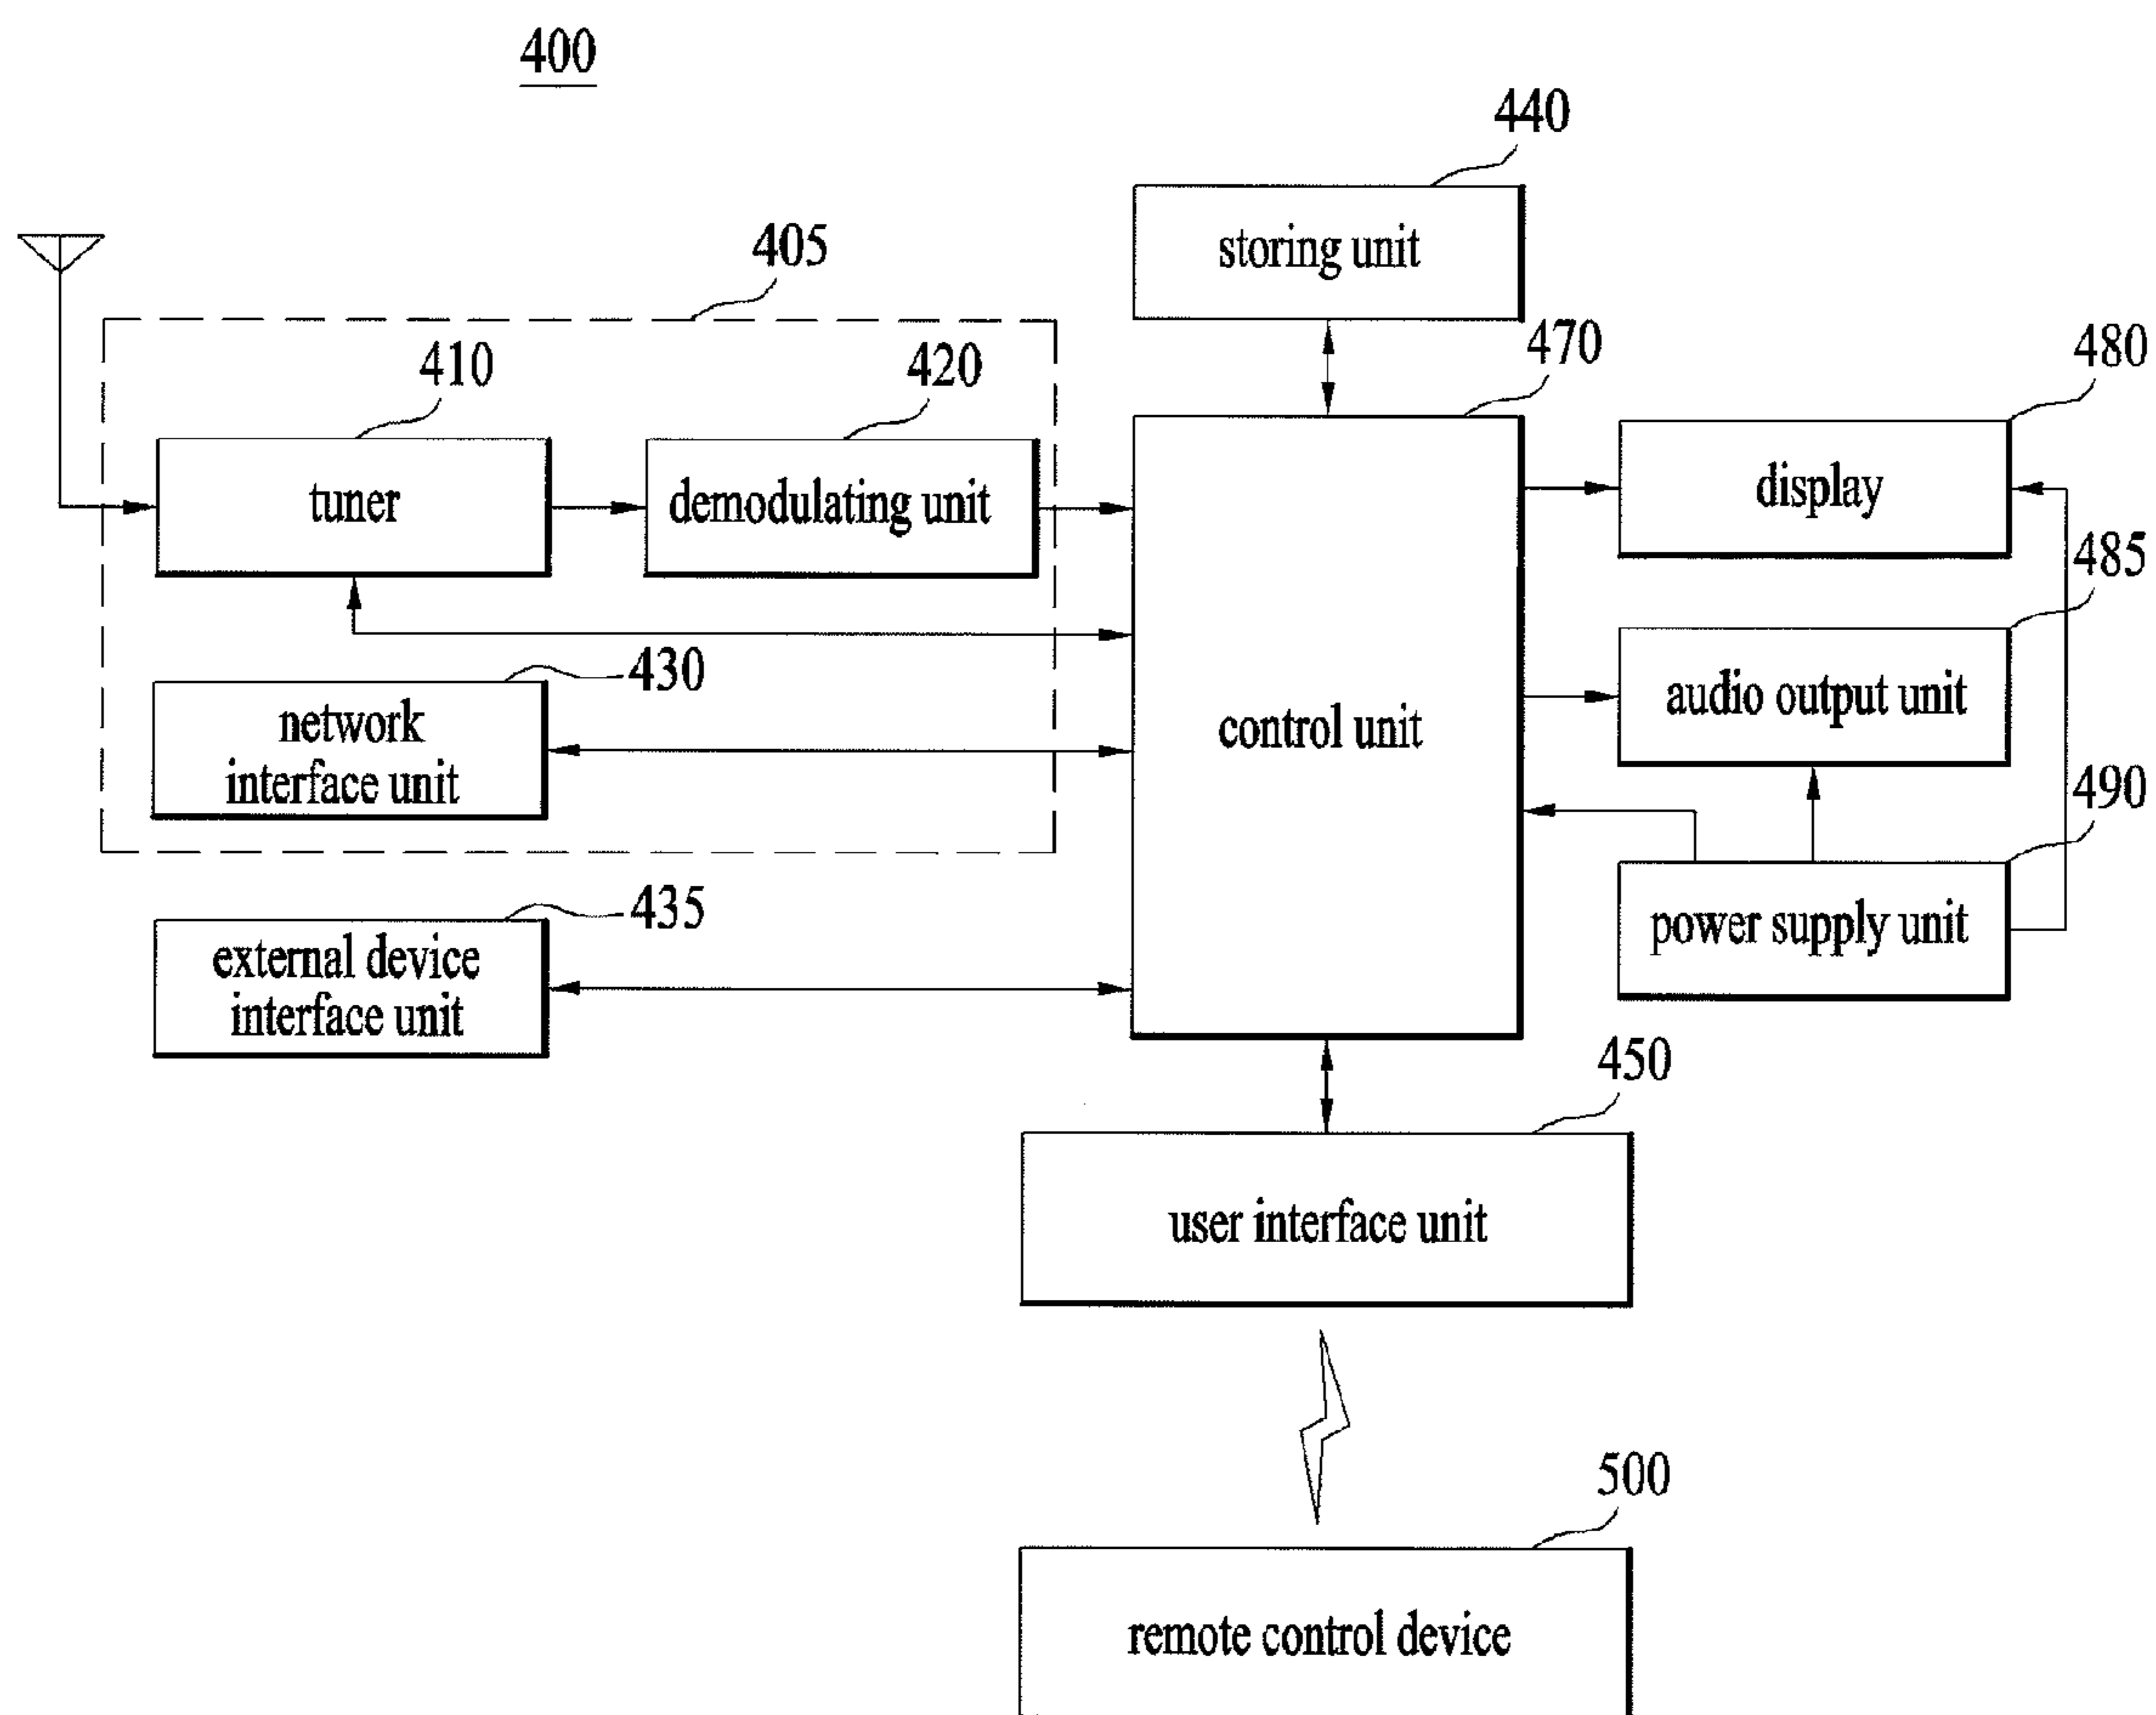 400
440
storing unit
405
470
480
410
420
tuner
demodulating unit
display
485
430
network
interface unit
control unit
audio output unit
490
435
external device
interface unit
power supply unit
450
user interface unit
500
remote control device